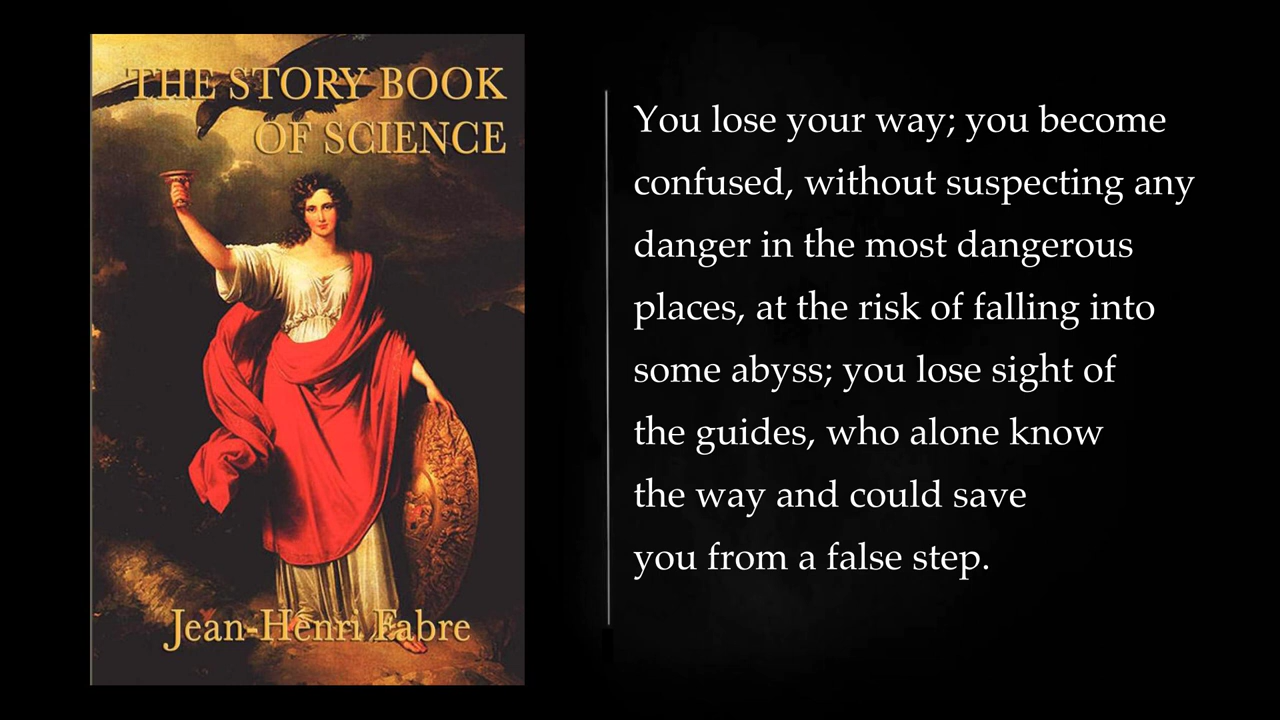 THE STORY BOOK
OF SCIENCE
Jean-Henri Fabre
You lose your way; you become
confused, without suspecting any
danger in the most dangerous
places, at the risk of falling into
some abyss; you lose sight of
the guides, who alone know
the way and could save
you from a false step.